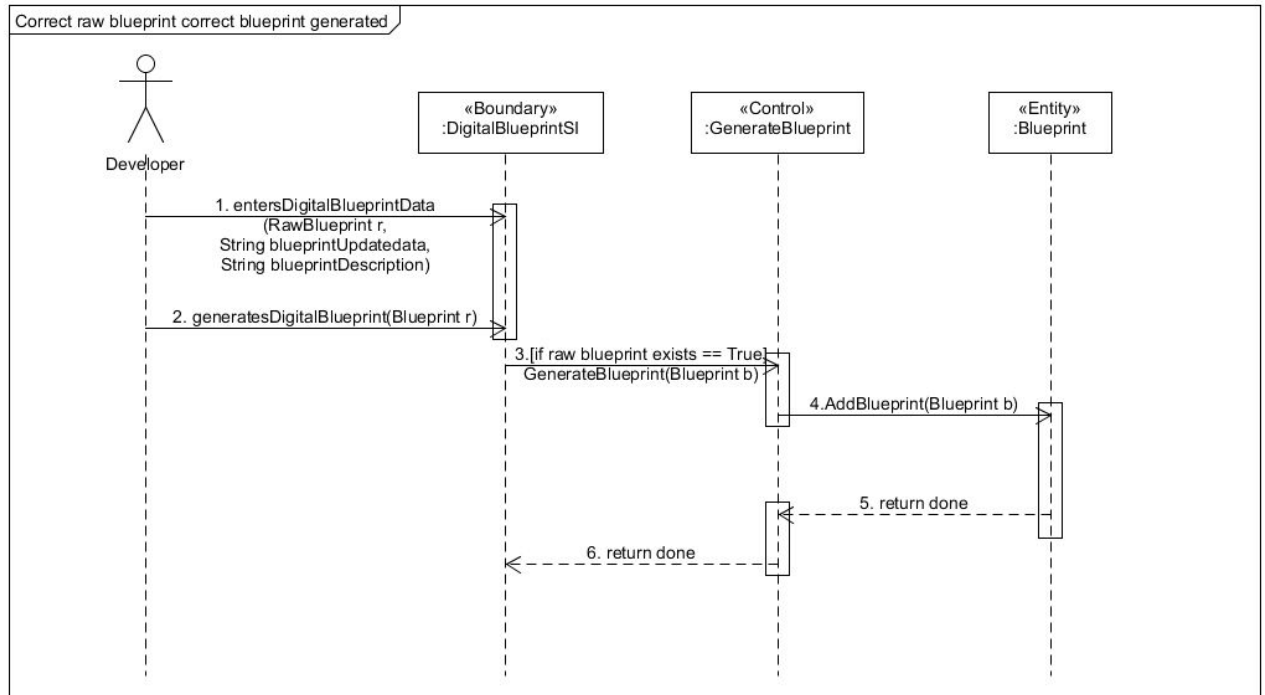 Correct raw blueprint correct blueprint generated
Developer
«Boundary»
:DigitalBlueprintSI
«Control»
:GenerateBlueprint
«Entity»
:Blueprint
1. entersDigitalBlueprintData
(RawBlueprint r,
String blueprintUpdatedata,
String blueprintDescription)
2. generatesDigitalBlueprint(Blueprint r)
3.[if raw blueprint exists == True]
GenerateBlueprint(Blueprint b)
4.AddBlueprint(Blueprint b)
5. return done
6. return done